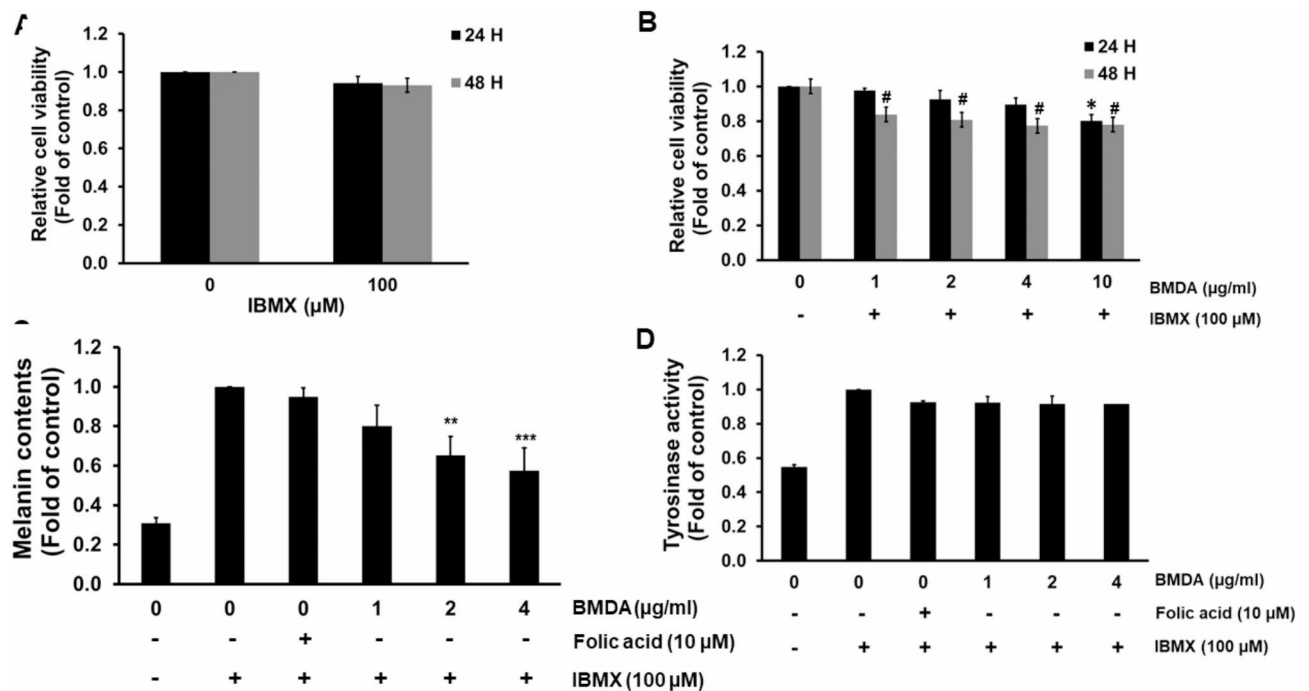 A
Relative cell viability
(Fold of control)
1.2
1.0
0.8
0.6
0.4
0.2
0.0
24 H
48 H
0
100
IBMX (µM)
B
Relative cell viability
(Fold of control)
1.2
1.0
0.8
0.6
0.4
0.2
0.0
24 H
48 H
# # # * #
0 1 2 4 10 BMDA (µg/ml)
- + + + + IBMX (100 µM)
Melanin contents
(Fold of control)
1.2
1.0
0.8
0.6
0.4
0.2
0.0
** ***
0 0 0 1 2 4 BMDA (µg/ml)
- - + - - - Folic acid (10 µM)
- + + + + + IBMX (100 µM)
D
Tyrosinase activity
(Fold of control)
1.2
1.0
0.8
0.6
0.4
0.2
0.0
0 0 0 1 2 4 BMDA (µg/ml)
- - + - - - Folic acid (10 µM)
- + + + + + IBMX (100 µM)